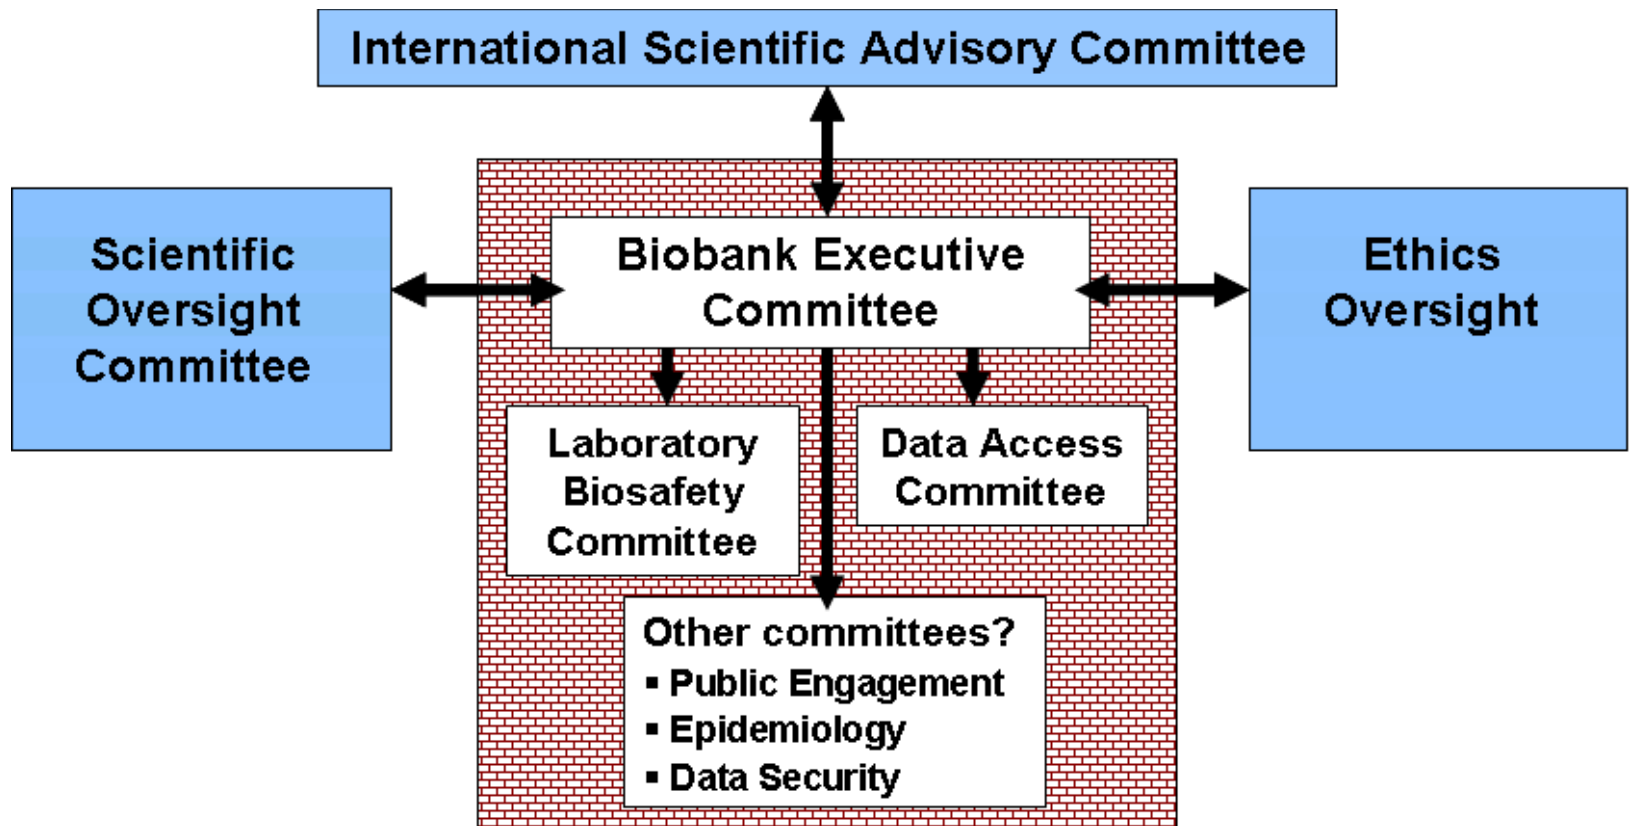 International Scientific Advisory Committee
Scientific
Oversight
Committee
Biobank Executive
Committee
Ethics
Oversight
Laboratory
Biosafety
Committee
Data Access
Committee
Other committees?
▪ Public Engagement
▪ Epidemiology
▪ Data Security